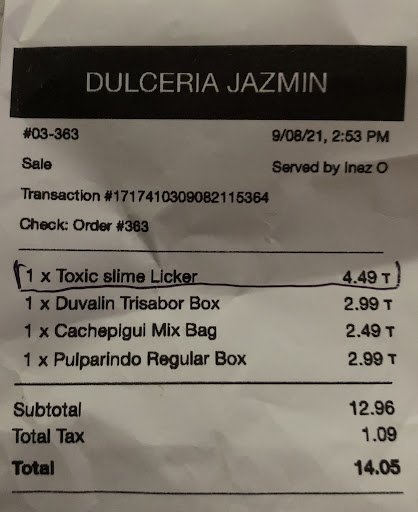 DULCERIA JAZMIN
#03-363 9/08/21, 2:53 PM
Sale Served by Inez O
Transaction #1717410309082115364
Check: Order #363
1 x Toxic slime Licker 4.49 T
1 x Duvalin Trisabor Box 2.99 T
1 x Cachepigui Mix Bag 2.49 T
1 x Pulparindo Regular Box 2.99 T
Subtotal 12.96
Total Tax 1.09
Total 14.05